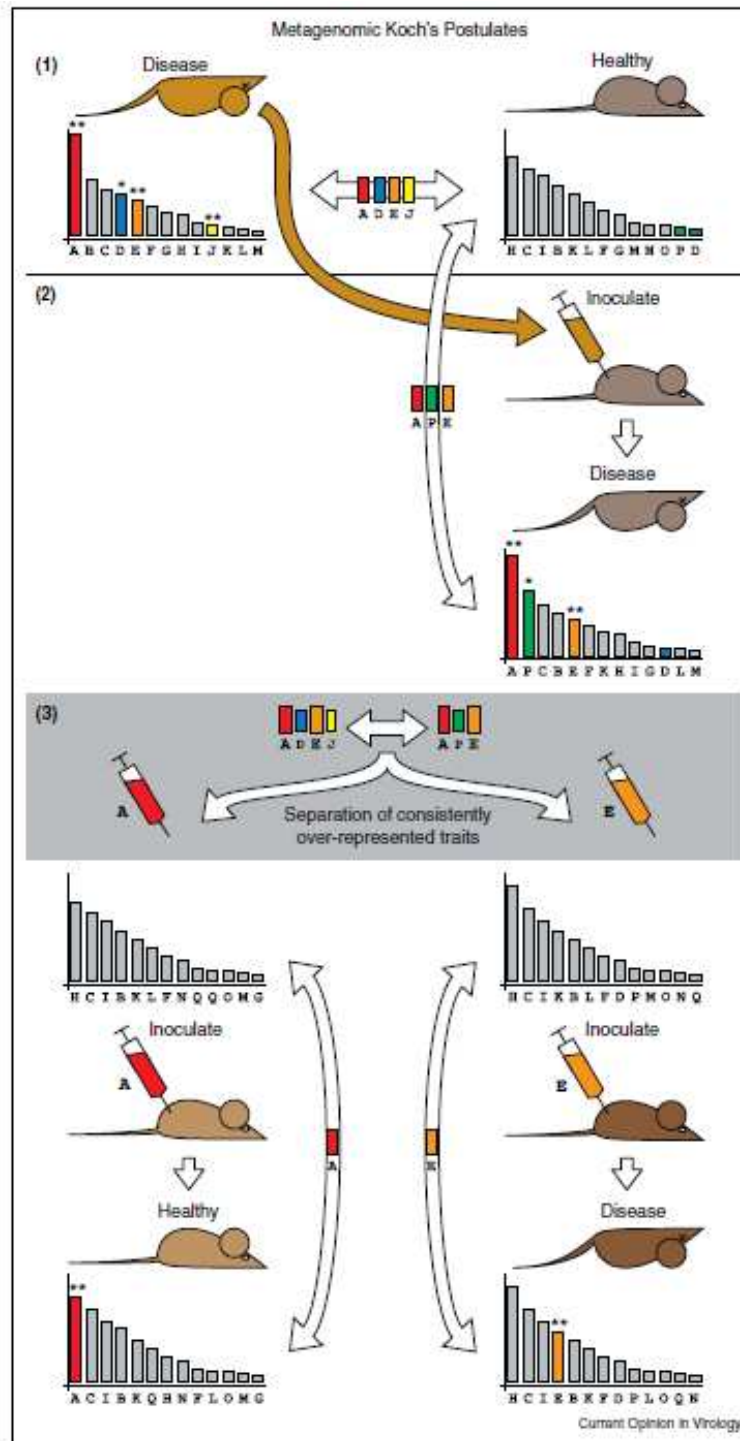 Metagenomic Koch's Postulates
(1)
Disease
Healthy
**
* **
**
A D E J
A B C D E F G H I J K L M
H C I B K L F G M N O P D
(2)
Inoculate
A P E
Disease
**
*
**
A P C B E F K H I G D L M
(3)
A D E J
A P E
A
E
Separation of consistently
over-represented traits
H C I B K L F N Q Q O M G
H C I K B L F D P M O N Q
Inoculate
Inoculate
A
E
A
E
Healthy
Disease
**
**
A C I B K Q H N F L O M G
H C I E B K F D P L O Q N
Current Opinion in Virology